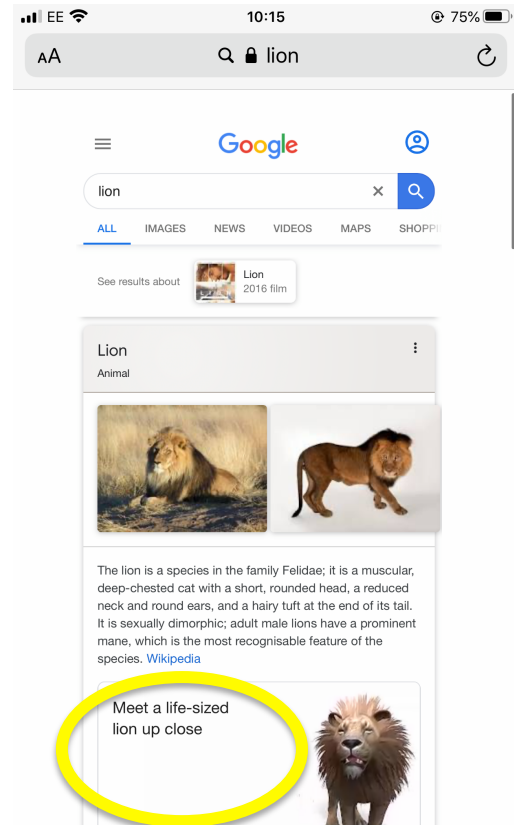 EE 10:15 75%
AA lion
Google
lion
ALL IMAGES NEWS VIDEOS MAPS SHOPPI
See results about
Lion
2016 film
Lion
Animal
The lion is a species in the family Felidae; it is a muscular,
deep-chested cat with a short, rounded head, a reduced
neck and round ears, and a hairy tuft at the end of its tail.
It is sexually dimorphic; adult male lions have a prominent
mane, which is the most recognisable feature of the
species. Wikipedia
Meet a life-sized
lion up close